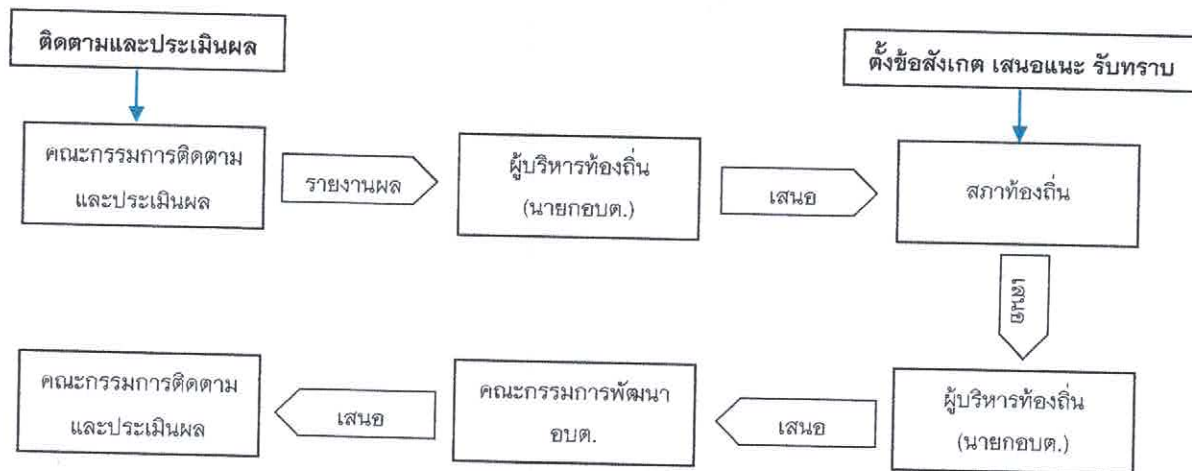 ติดตามและประเมินผล
ตั้งข้อสังเกต เสนอแนะ รับทราบ
คณะกรรมการติดตาม
และประเมินผล
รายงานผล
ผู้บริหารท้องถิ่น
(นายกอบต.)
เสนอ
สภาท้องถิ่น
เสนอ
ผู้บริหารท้องถิ่น
(นายกอบต.)
เสนอ
คณะกรรมการพัฒนา
อบต.
เสนอ
คณะกรรมการติดตาม
และประเมินผล